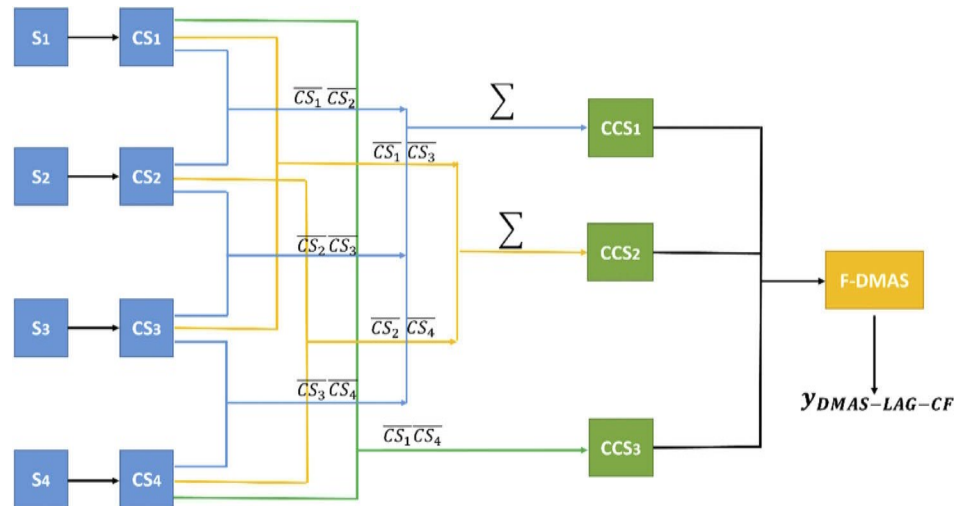 S1 CS1
$\overline{CS_1}\,\overline{CS_2}$ ∑ CCS1
$\overline{CS_1}\,\overline{CS_3}$
S2 CS2
$\overline{CS_2}\,\overline{CS_3}$ ∑ CCS2
F-DMAS
S3 CS3
$\overline{CS_2}\,\overline{CS_4}$
$\overline{CS_3}\,\overline{CS_4}$
$y_{DMAS-LAG-CF}$
$\overline{CS_1}\,\overline{CS_4}$ CCS3
S4 CS4